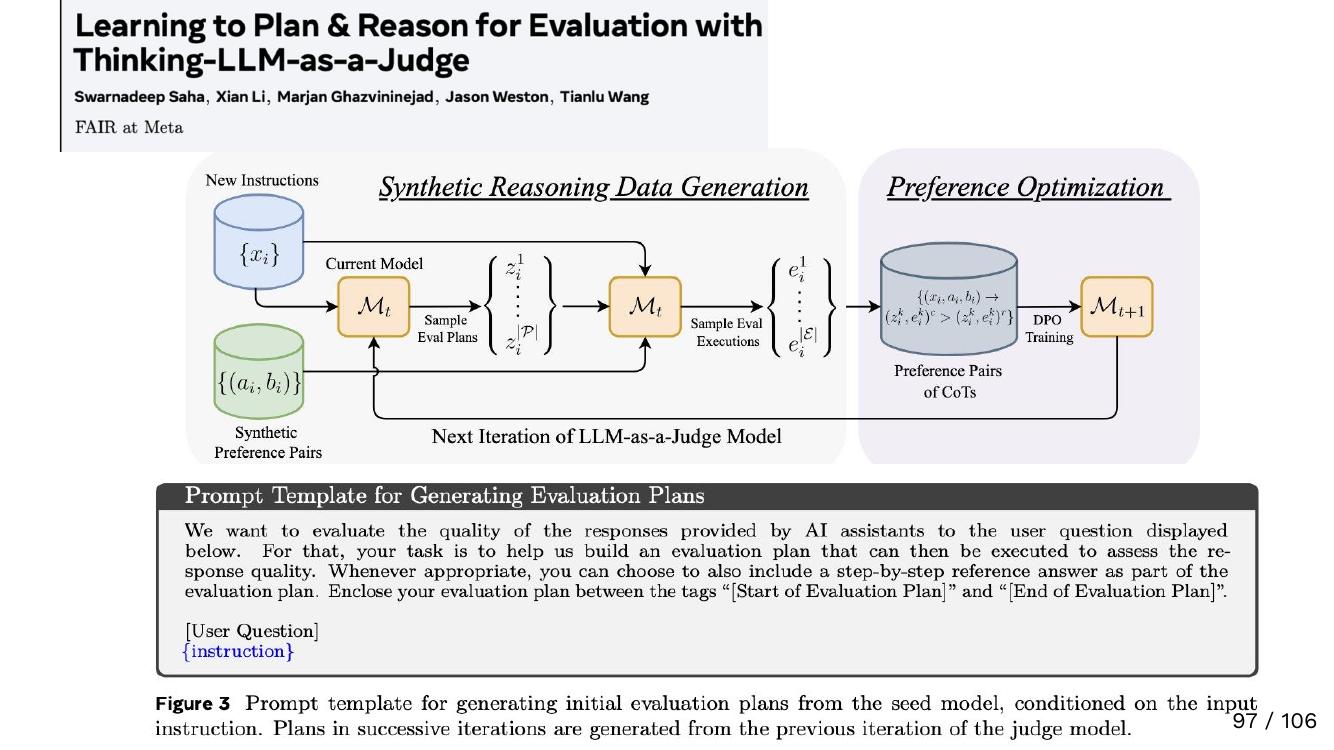 Learning to Plan & Reason for Evaluation with
Thinking-LLM-as-a-Judge
Swarnadeep Saha, Xian Li, Marjan Ghazvininejad, Jason Weston, Tianlu Wang
FAIR at Meta
New Instructions
{x_i}
Synthetic Reasoning Data Generation
Current Model
M_t
Sample
Eval Plans
z_i^1
z_i^{|P|}
M_t
Sample Eval
Executions
e_i^1
e_i^{|E|}
{(a_i, b_i)}
Synthetic
Preference Pairs
Next Iteration of LLM-as-a-Judge Model
Preference Optimization
{(x_i, a_i, b_i) →
(z_i^k, e_i^k)^c > (z_i^k, e_i^k)^r}
Preference Pairs
of CoTs
DPO
Training
M_{t+1}
Prompt Template for Generating Evaluation Plans
We want to evaluate the quality of the responses provided by AI assistants to the user question displayed
below. For that, your task is to help us build an evaluation plan that can then be executed to assess the re-
sponse quality. Whenever appropriate, you can choose to also include a step-by-step reference answer as part of the
evaluation plan. Enclose your evaluation plan between the tags “[Start of Evaluation Plan]” and “[End of Evaluation Plan]”.
[User Question]
{instruction}
Figure 3 Prompt template for generating initial evaluation plans from the seed model, conditioned on the input
instruction. Plans in successive iterations are generated from the previous iteration of the judge model.
97 / 106